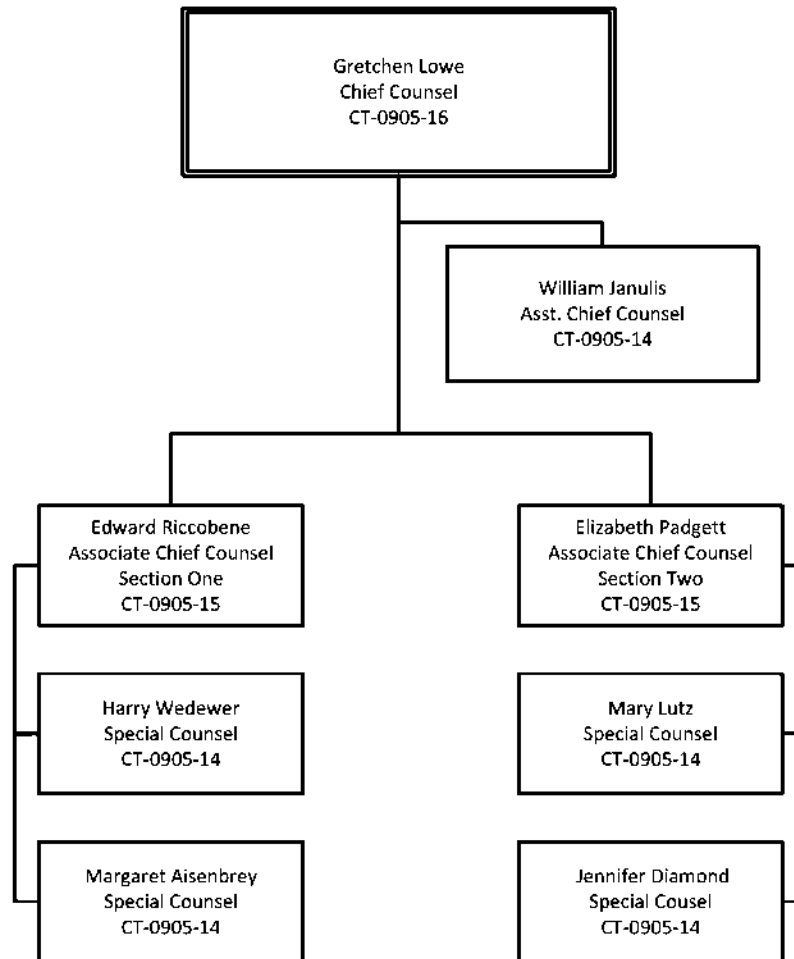 Gretchen Lowe
Chief Counsel
CT-0905-16
William Janulis
Asst. Chief Counsel
CT-0905-14
Edward Riccobene
Associate Chief Counsel
Section One
CT-0905-15
Elizabeth Padgett
Associate Chief Counsel
Section Two
CT-0905-15
Harry Wedewer
Special Counsel
CT-0905-14
Mary Lutz
Special Counsel
CT-0905-14
Margaret Aisenbrey
Special Counsel
CT-0905-14
Jennifer Diamond
Special Cousel
CT-0905-14